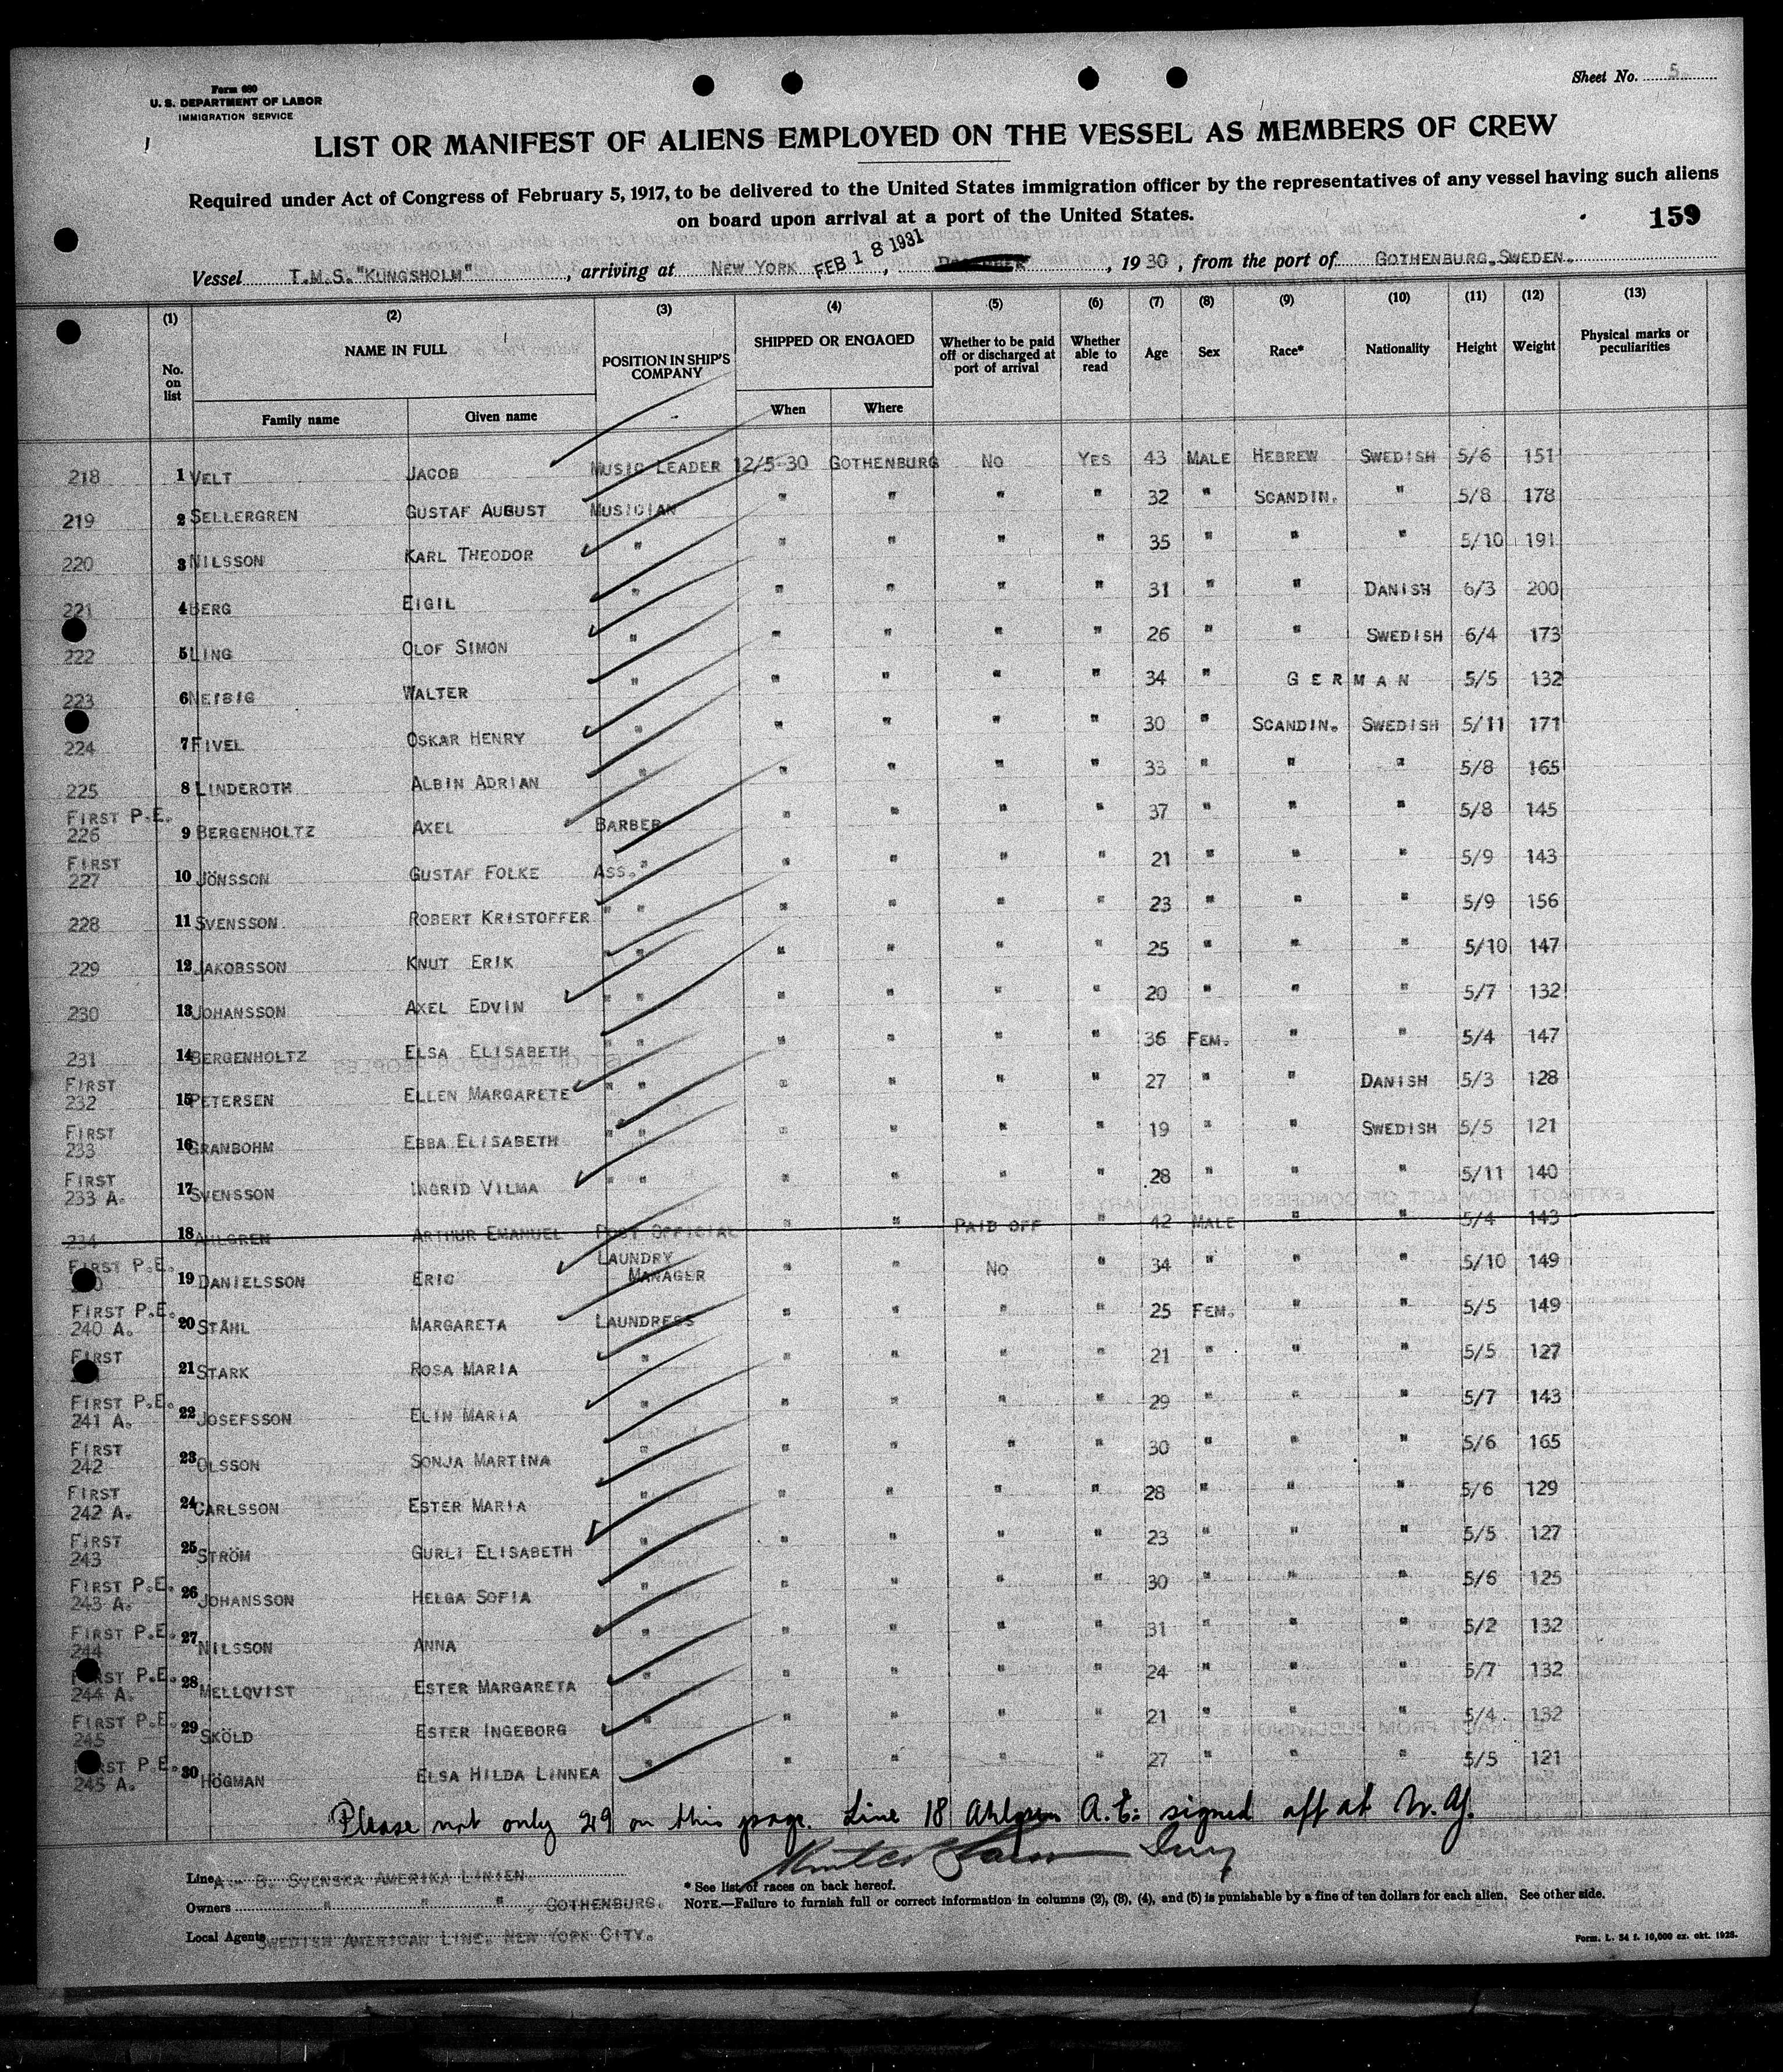 Form 680
U. S. DEPARTMENT OF LABOR
IMMIGRATION SERVICE
Sheet No. 5
LIST OR MANIFEST OF ALIENS EMPLOYED ON THE VESSEL AS MEMBERS OF CREW
Required under Act of Congress of February 5, 1917, to be delivered to the United States immigration officer by the representatives of any vessel having such aliens
on board upon arrival at a port of the United States.
159
Vessel T.M.S. "KUNGSHOLM", arriving at NEW YORK FEB 18 1931, 1930, from the port of GOTHENBURG, SWEDEN.
(1) (2) (3) (4) (5) (6) (7) (8) (9) (10) (11) (12) (13)
No. on list NAME IN FULL POSITION IN SHIP'S COMPANY SHIPPED OR ENGAGED Whether to be paid off or discharged at port of arrival Whether able to read Age Sex Race* Nationality Height Weight Physical marks or peculiarities
Family name Given name When Where
218 1 VELT JACOB MUSIC LEADER 12/5-30 GOTHENBURG NO YES 43 MALE HEBREW SWEDISH 5/6 151
219 2 SELLERGREN GUSTAF AUGUST MUSICIAN " " " " 32 " SCANDIN. " 5/8 178
220 3 NILSSON KARL THEODOR " " " " " 35 " " " 5/10 191
221 4 BERG EIGIL " " " " " 31 " " DANISH 6/3 200
222 5 LING OLOF SIMON " " " " " 26 " " SWEDISH 6/4 173
223 6 NEIBIG WALTER " " " " " 34 " GERMAN 5/5 132
224 7 FIVEL OSKAR HENRY " " " " " 30 " SCANDIN. SWEDISH 5/11 171
225 8 LINDEROTH ALBIN ADRIAN " " " " " 33 " " " 5/8 165
FIRST P.E.
226 9 BERGENHOLTZ AXEL BARBER " " " " 37 " " " 5/8 145
FIRST
227 10 JÖNSSON GUSTAF FOLKE ASS. " " " " " 21 " " " 5/9 143
228 11 SVENSSON ROBERT KRISTOFFER " " " " " " 23 " " " 5/9 156
229 12 JAKOBSSON KNUT ERIK " " " " " " 25 " " " 5/10 147
230 13 JOHANSSON AXEL EDVIN " " " " " " 20 " " " 5/7 132
231 14 BERGENHOLTZ ELSA ELISABETH " " " " " " 36 FEM. " " 5/4 147
FIRST
232 15 PETERSEN ELLEN MARGARETE " " " " " " 27 " " DANISH 5/3 128
FIRST
233 16 GRANBOHM EBBA ELISABETH " " " " " " 19 " " SWEDISH 5/5 121
FIRST
233 A. 17 SVENSSON INGRID VILMA " " " " " " 28 " " " 5/11 140
234 18 AHLGREN ARTHUR EMANUEL POST OFFICIAL " " PAID OFF " 42 MALE " " 5/4 143
FIRST P.E.
19 DANIELSSON ERIC LAUNDRY MANAGER " " NO " 34 " " " 5/10 149
FIRST P.E.
240 A. 20 STÅHL MARGARETA LAUNDRESS " " " " 25 FEM. " " 5/5 149
FIRST
21 STARK ROSA MARIA " " " " " 21 " " " 5/5 127
FIRST P.E.
241 A. 22 JOSEFSSON ELIN MARIA " " " " " 29 " " " 5/7 143
FIRST
242 23 OLSSON SONJA MARTINA " " " " " 30 " " " 5/6 165
FIRST
242 A. 24 CARLSSON ESTER MARIA " " " " " 28 " " " 5/6 129
FIRST
243 25 STRÖM GURLI ELISABETH " " " " " 23 " " " 5/5 127
FIRST P.E.
243 A. 26 JOHANSSON HELGA SOFIA " " " " " 30 " " " 5/6 125
FIRST P.E.
244 27 NILSSON ANNA " " " " " 31 " " " 5/2 132
FIRST P.E.
244 A. 28 MELLQVIST ESTER MARGARETA " " " " " 24 " " " 5/7 132
FIRST P.E.
245 29 SKÖLD ESTER INGEBORG " " " " " 21 " " " 5/4 132
FIRST P.E.
245 A. 30 HÖGMAN ELSA HILDA LINNEA " " " " " 27 " " " 5/5 121
Please not only 29 on this page. Line 18 Ahlgren A. E: signed off at N.Y.
Line A.- B. SVENSKA AMERIKA LINIEN
* See list of races on back hereof.
Owners " " " , GOTHENBURG.
NOTE.—Failure to furnish full or correct information in columns (2), (3), (4), and (5) is punishable by a fine of ten dollars for each alien. See other side.
Local Agents SWEDISH AMERICAN LINE, NEW YORK CITY.
Form. L. 34 f. 10,000 ex. okt. 1928.